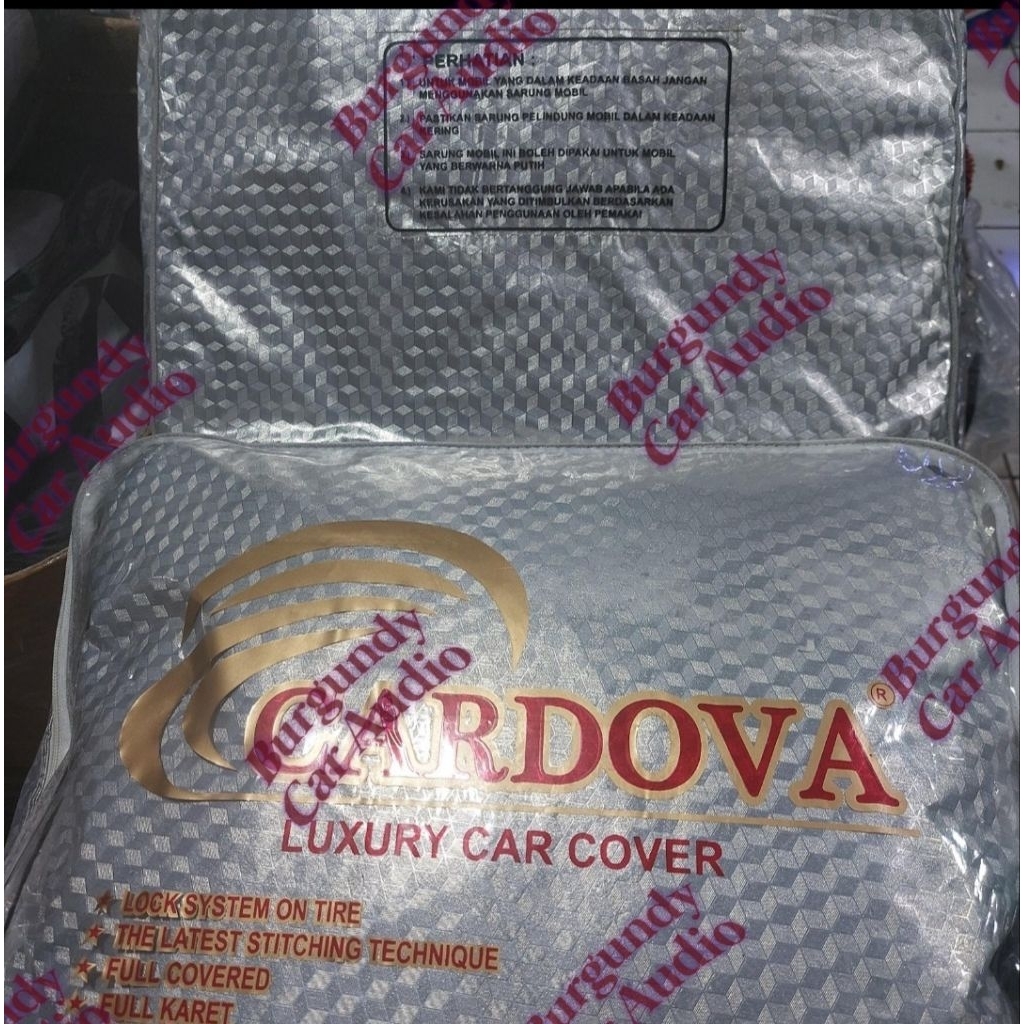 PERHATIAN :
UNTUK MOBIL YANG DALAM KEADAAN BASAH JANGAN
MENGGUNAKAN SARUNG MOBIL
2.) PASTIKAN SARUNG PELINDUNG MOBIL DALAM KEADAAN
KERING
SARUNG MOBIL INI BOLEH DIPAKAI UNTUK MOBIL
YANG BERWARNA PUTIH
4.) KAMI TIDAK BERTANGGUNG JAWAB APABILA ADA
KERUSAKAN YANG DITIMBULKAN BERDASARKAN
KESALAHAN PENGGUNAAN OLEH PEMAKAI
CARDOVA ®
LUXURY CAR COVER
★ LOCK SYSTEM ON TIRE
★ THE LATEST STITCHING TECHNIQUE
★ FULL COVERED
★ FULL KARET
Burgundy
Car Audio
Burgundy
Car Audio
Burgundy
Car Audio
Burgundy
Car Audio
Burgundy
Car Audio
Burgundy
Car Audio